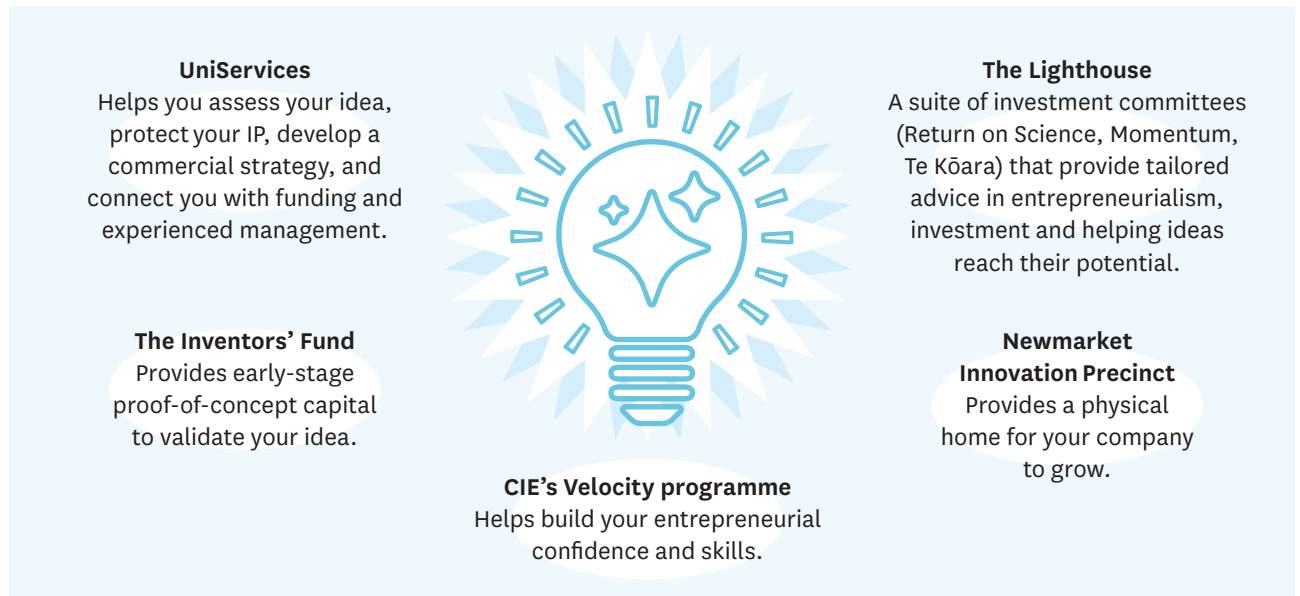 UniServices
Helps you assess your idea,
protect your IP, develop a
commercial strategy, and
connect you with funding and
experienced management.
The Lighthouse
A suite of investment committees
(Return on Science, Momentum,
Te Kōara) that provide tailored
advice in entrepreneurialism,
investment and helping ideas
reach their potential.
The Inventors’ Fund
Provides early-stage
proof-of-concept capital
to validate your idea.
Newmarket
Innovation Precinct
Provides a physical
home for your company
to grow.
CIE’s Velocity programme
Helps build your entrepreneurial
confidence and skills.